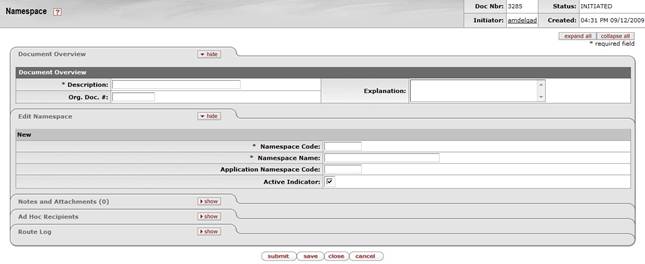 Namespace ?
Doc Nbr: 3285 Status: INITIATED
Initiator: amdelgad Created: 04:31 PM 09/12/2009
expand all collapse all
* required field
Document Overview hide
Document Overview
* Description: Explanation:
Org. Doc. #:
Edit Namespace hide
New
* Namespace Code:
* Namespace Name:
Application Namespace Code:
Active Indicator:
Notes and Attachments (0) show
Ad Hoc Recipients show
Route Log show
submit save close cancel